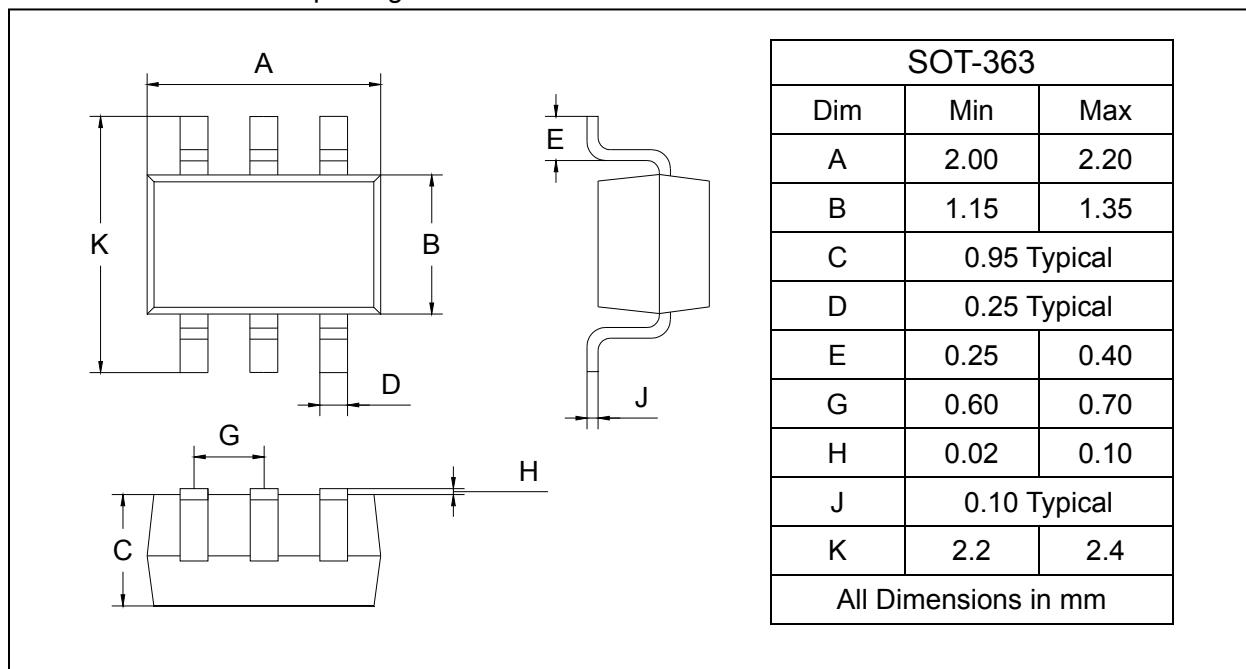 A
K
B
D
E
J
G
H
C
SOT-363
Dim Min Max
A 2.00 2.20
B 1.15 1.35
C 0.95 Typical
D 0.25 Typical
E 0.25 0.40
G 0.60 0.70
H 0.02 0.10
J 0.10 Typical
K 2.2 2.4
All Dimensions in mm